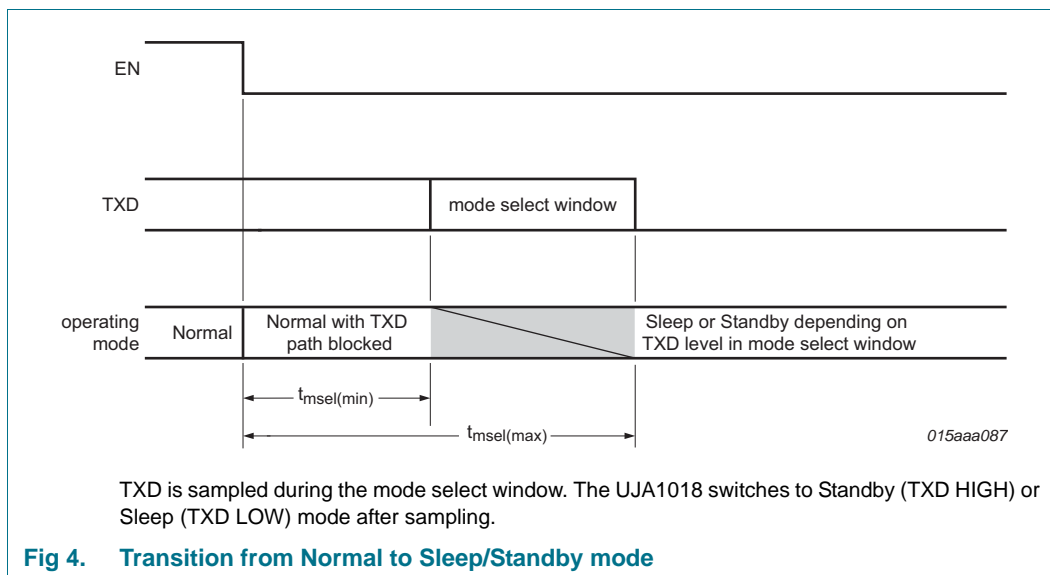 EN
TXD
mode select window
operating
mode
Normal
Normal with TXD
path blocked
Sleep or Standby depending on
TXD level in mode select window
tmsel(min)
tmsel(max)
015aaa087
TXD is sampled during the mode select window. The UJA1018 switches to Standby (TXD HIGH) or
Sleep (TXD LOW) mode after sampling.
Fig 4. Transition from Normal to Sleep/Standby mode